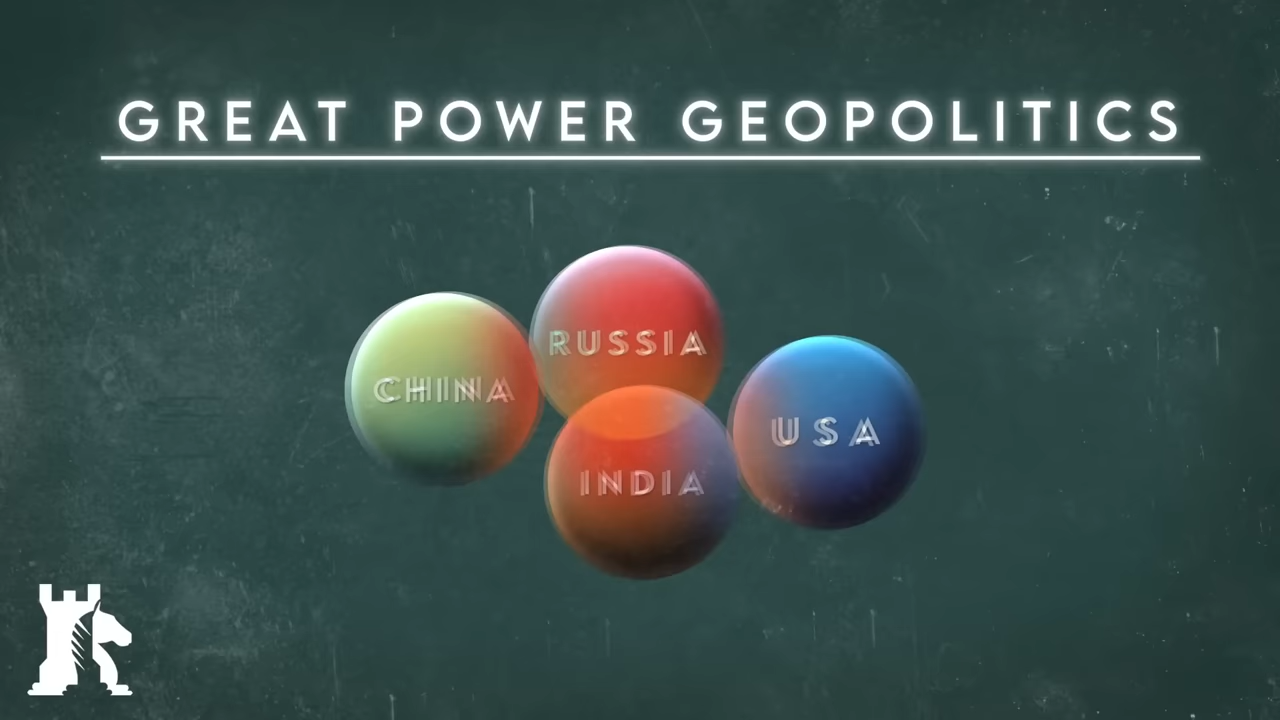 GREAT POWER GEOPOLITICS
RUSSIA
CHINA
USA
INDIA